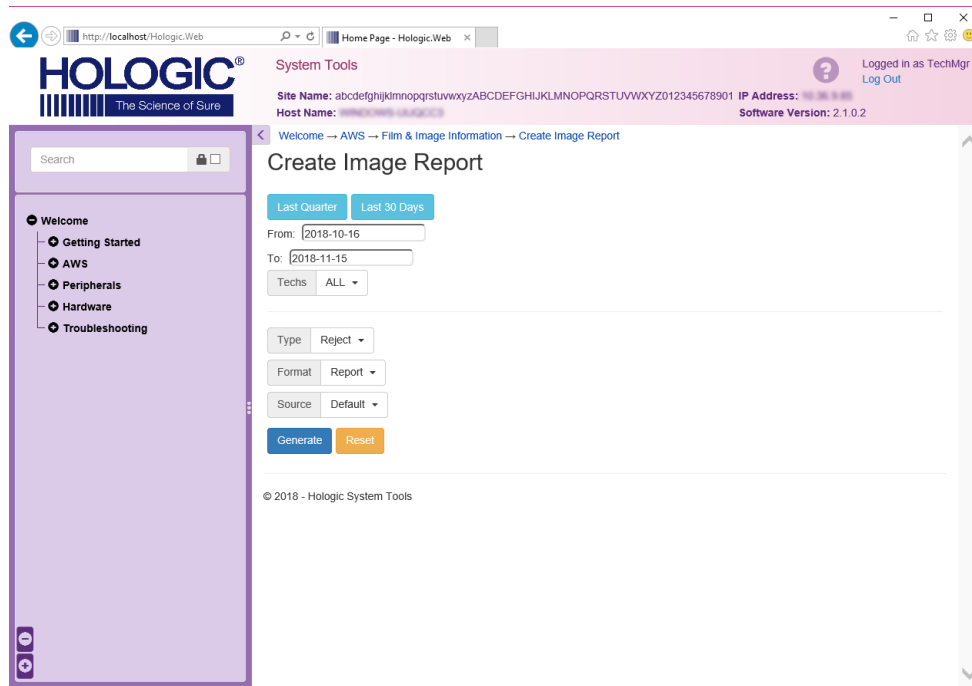 http://localhost/Hologic.Web
Home Page - Hologic.Web
HOLOGIC®
The Science of Sure
System Tools
Logged in as TechMgr
Log Out
Site Name: abcdefghijklmnopqrstuvwxyzABCDEFGHIJKLMNOPQRSTUVWXYZ012345678901 IP Address:
Host Name:
Software Version: 2.1.0.2
Welcome → AWS → Film & Image Information → Create Image Report
Search
Welcome
Getting Started
AWS
Peripherals
Hardware
Troubleshooting
Create Image Report
Last Quarter Last 30 Days
From: 2018-10-16
To: 2018-11-15
Techs ALL
Type Reject
Format Report
Source Default
Generate Reset
© 2018 - Hologic System Tools